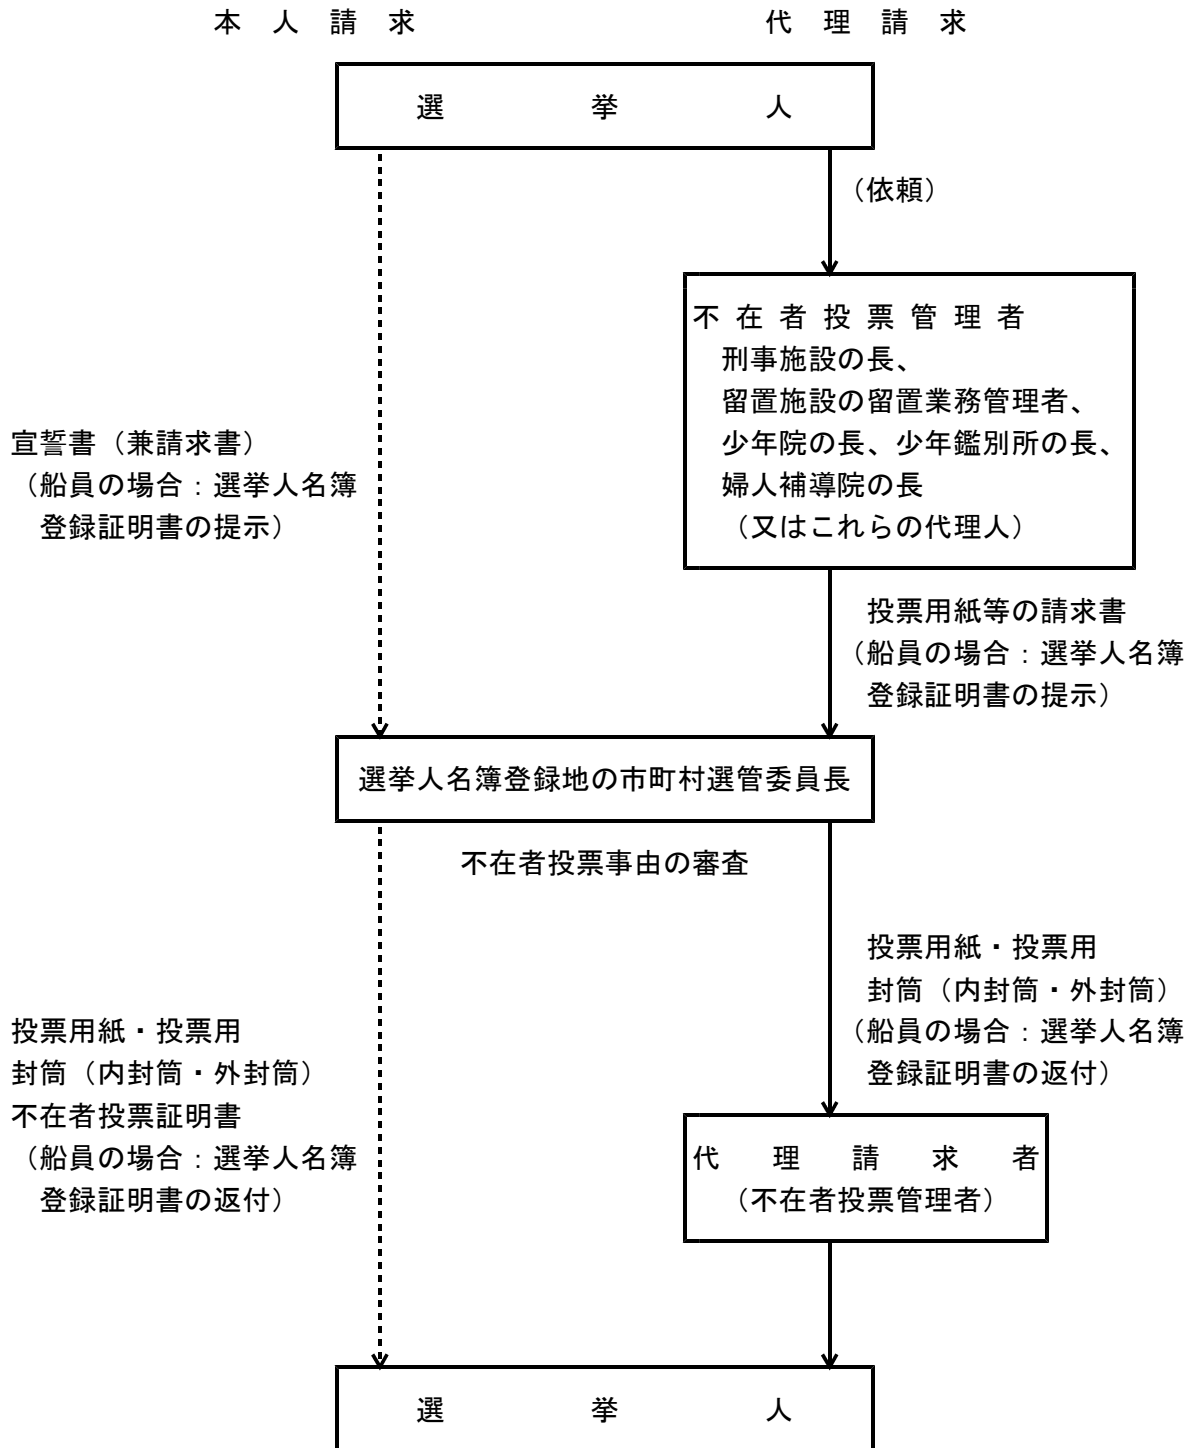 本人請求
代理請求
選挙人
（依頼）
不在者投票管理者
刑事施設の長、
留置施設の留置業務管理者、
少年院の長、少年鑑別所の長、
婦人補導院の長
（又はこれらの代理人）
宣誓書（兼請求書）
（船員の場合：選挙人名簿
登録証明書の提示）
投票用紙等の請求書
（船員の場合：選挙人名簿
登録証明書の提示）
選挙人名簿登録地の市町村選管委員長
不在者投票事由の審査
投票用紙・投票用
封筒（内封筒・外封筒）
（船員の場合：選挙人名簿
登録証明書の返付）
投票用紙・投票用
封筒（内封筒・外封筒）
不在者投票証明書
（船員の場合：選挙人名簿
登録証明書の返付）
代理請求者
（不在者投票管理者）
選挙人